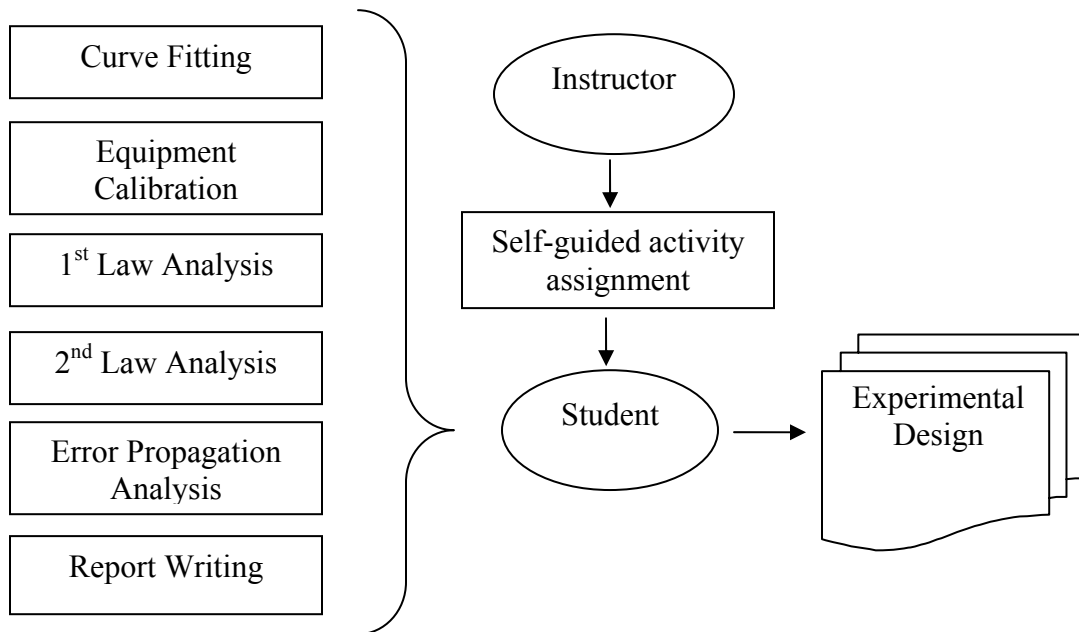 Curve Fitting
Equipment
Calibration
1st Law Analysis
2nd Law Analysis
Error Propagation
Analysis
Report Writing
Instructor
Self-guided activity
assignment
Student
Experimental
Design